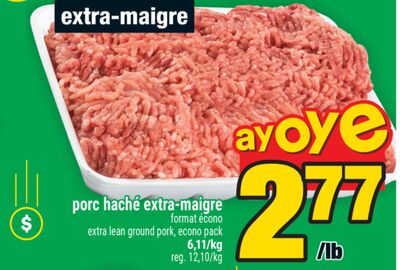 extra-maigre
ayoye
2.77
/lb
porc haché extra-maigre
format écono
extra lean ground pork, econo pack
6,11/kg
reg. 12,10/kg
$